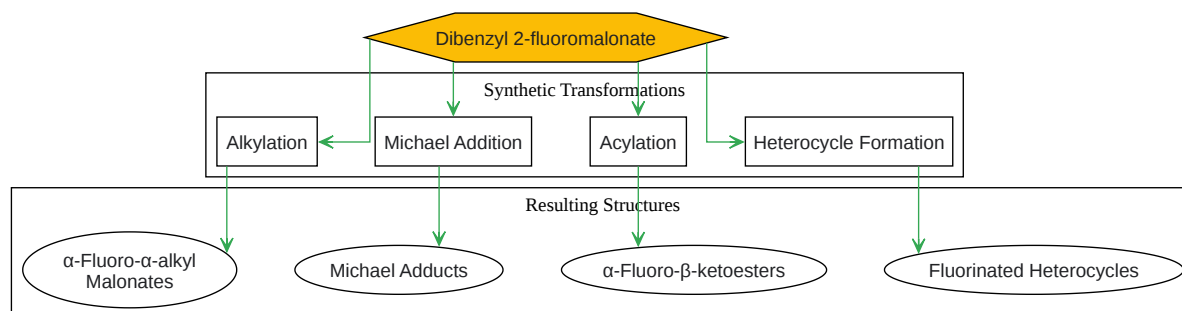 Dibenzyl 2-fluoromalonate
Synthetic Transformations
Alkylation
Michael Addition
Acylation
Heterocycle Formation
Resulting Structures
α-Fluoro-α-alkyl
Malonates
Michael Adducts
α-Fluoro-β-ketoesters
Fluorinated Heterocycles